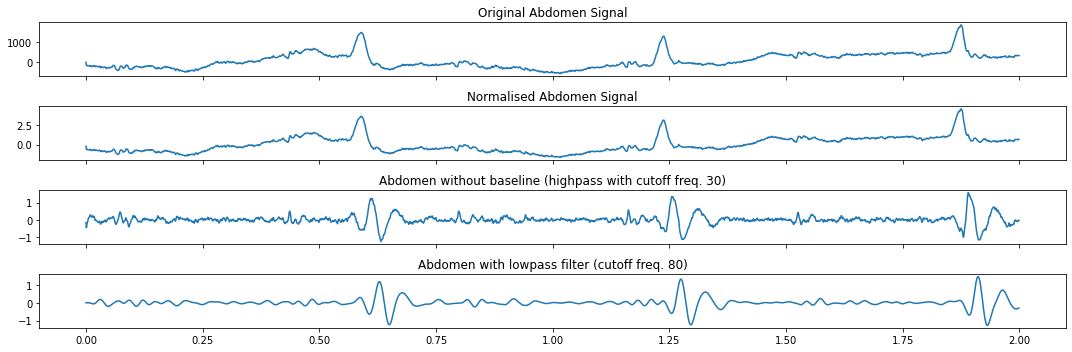 Original Abdomen Signal
1000
0
Normalised Abdomen Signal
2.5
0.0
Abdomen without baseline (highpass with cutoff freq. 30)
1
0
−1
Abdomen with lowpass filter (cutoff freq. 80)
1
0
−1
0.00 0.25 0.50 0.75 1.00 1.25 1.50 1.75 2.00